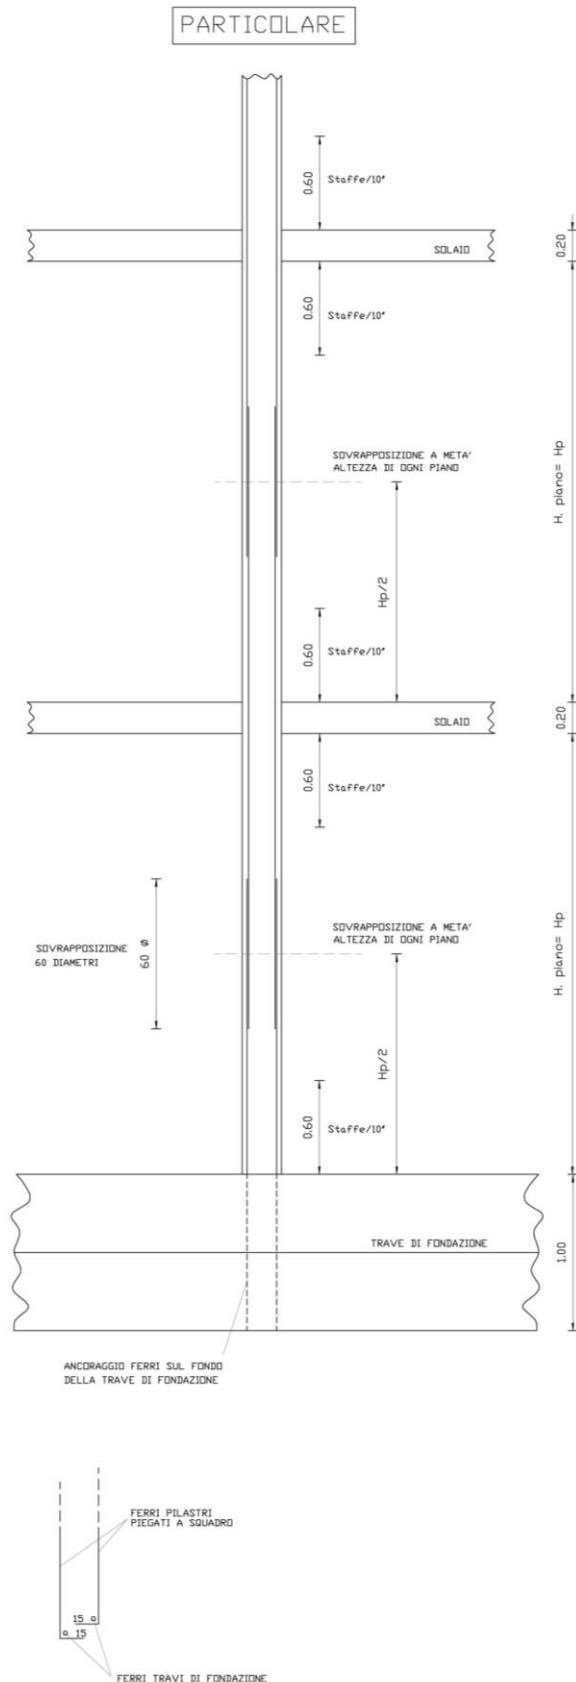 PARTICOLARE
0.60 Staffe/10"
SOLAIO
0.20
0.60 Staffe/10"
SOVRAPPOSIZIONE A META'
ALTEZZA DI OGNI PIANO
H. piano= Hp
Hp/2
0.60 Staffe/10"
SOLAIO
0.20
0.60 Staffe/10"
SOVRAPPOSIZIONE
60 DIAMETRI
60 ø
SOVRAPPOSIZIONE A META'
ALTEZZA DI OGNI PIANO
H. piano= Hp
Hp/2
0.60 Staffe/10"
TRAVE DI FONDAZIONE
1.00
ANCORAGGIO FERRI SUL FONDO
DELLA TRAVE DI FONDAZIONE
FERRI PILASTRI
PIEGATI A SQUADRO
15
15
FERRI TRAVI DI FONDAZIONE